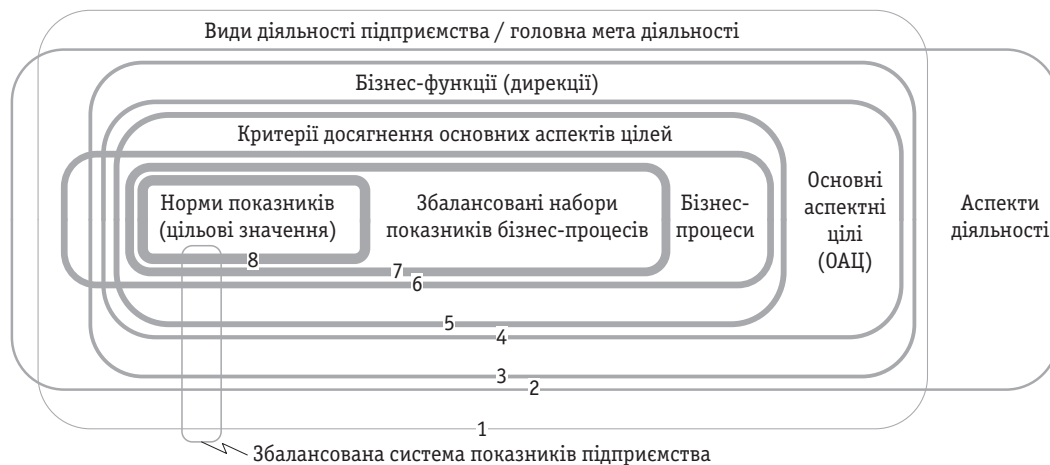 Види діяльності підприємства / головна мета діяльності
Бізнес-функції (дирекції)
Критерії досягнення основних аспектів цілей
Норми показників
(цільові значення)
Збалансовані набори
показників бізнес-процесів
Бізнес-
процеси
Основні
аспектні
цілі
(ОАЦ)
Аспекти
діяльності
8
7
6
5
4
3
2
1
Збалансована система показників підприємства